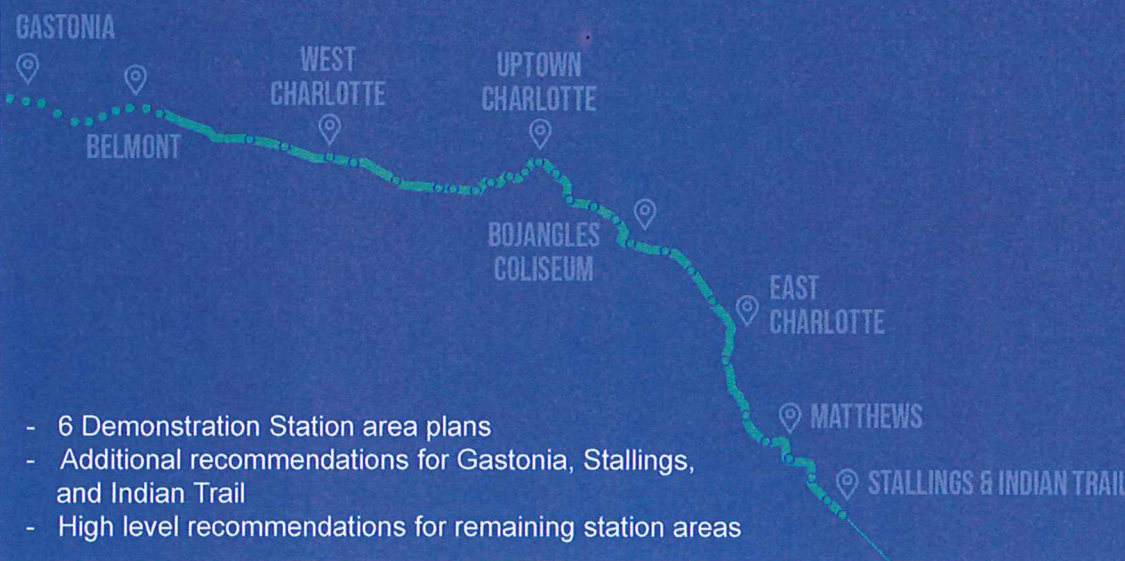 GASTONIA
WEST
CHARLOTTE
UPTOWN
CHARLOTTE
BELMONT
BOJANGLES
COLISEUM
EAST
CHARLOTTE
MATTHEWS
STALLINGS & INDIAN TRAIL
- 6 Demonstration Station area plans
- Additional recommendations for Gastonia, Stallings,
and Indian Trail
- High level recommendations for remaining station areas